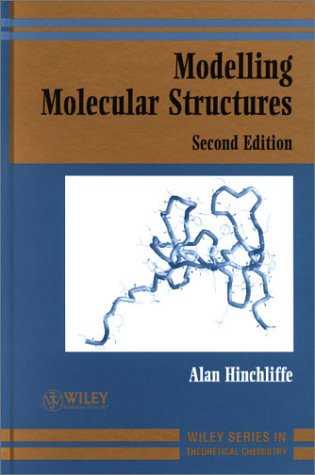 Modelling
Molecular Structures
Second Edition
Alan Hinchliffe
WILEY
WILEY SERIES IN
THEORETICAL CHEMISTRY